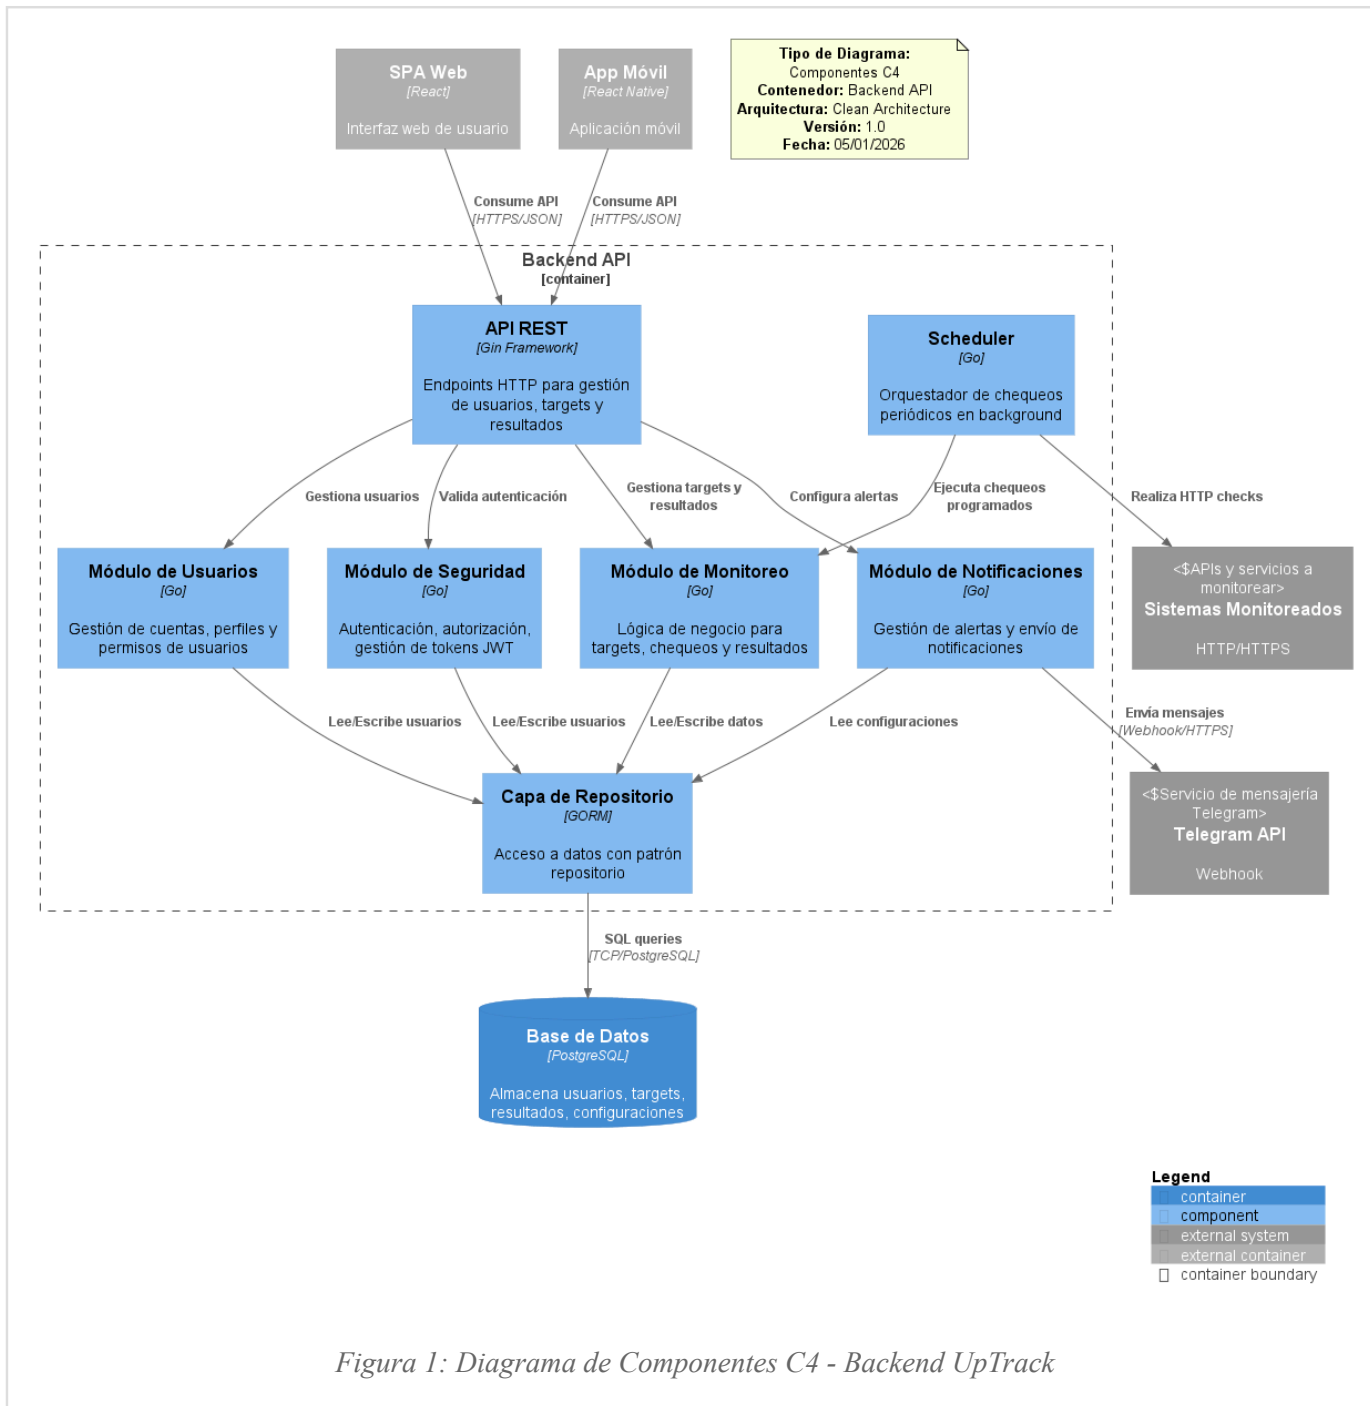 SPA Web
[React]
Interfaz web de usuario
App Móvil
[React Native]
Aplicación móvil
Tipo de Diagrama:
Componentes C4
Contenedor: Backend API
Arquitectura: Clean Architecture
Versión: 1.0
Fecha: 05/01/2026
Consume API
[HTTPS/JSON]
Consume API
[HTTPS/JSON]
Backend API
[container]
API REST
[Gin Framework]
Endpoints HTTP para gestión
de usuarios, targets y
resultados
Scheduler
[Go]
Orquestador de chequeos
periódicos en background
Gestiona usuarios
Valida autenticación
Gestiona targets y
resultados
Configura alertas
Ejecuta chequeos
programados
Realiza HTTP checks
Módulo de Usuarios
[Go]
Gestión de cuentas, perfiles y
permisos de usuarios
Módulo de Seguridad
[Go]
Autenticación, autorización,
gestión de tokens JWT
Módulo de Monitoreo
[Go]
Lógica de negocio para
targets, chequeos y resultados
Módulo de Notificaciones
[Go]
Gestión de alertas y envío de
notificaciones
<$APIs y servicios a
monitorear>
Sistemas Monitoreados
HTTP/HTTPS
Lee/Escribe usuarios
Lee/Escribe usuarios
Lee/Escribe datos
Lee configuraciones
Envía mensajes
[Webhook/HTTPS]
Capa de Repositorio
[GORM]
Acceso a datos con patrón
repositorio
<$Servicio de mensajería
Telegram>
Telegram API
Webhook
SQL queries
[TCP/PostgreSQL]
Base de Datos
[PostgreSQL]
Almacena usuarios, targets,
resultados, configuraciones
Legend
container
component
external system
external container
container boundary
Figura 1: Diagrama de Componentes C4 - Backend UpTrack